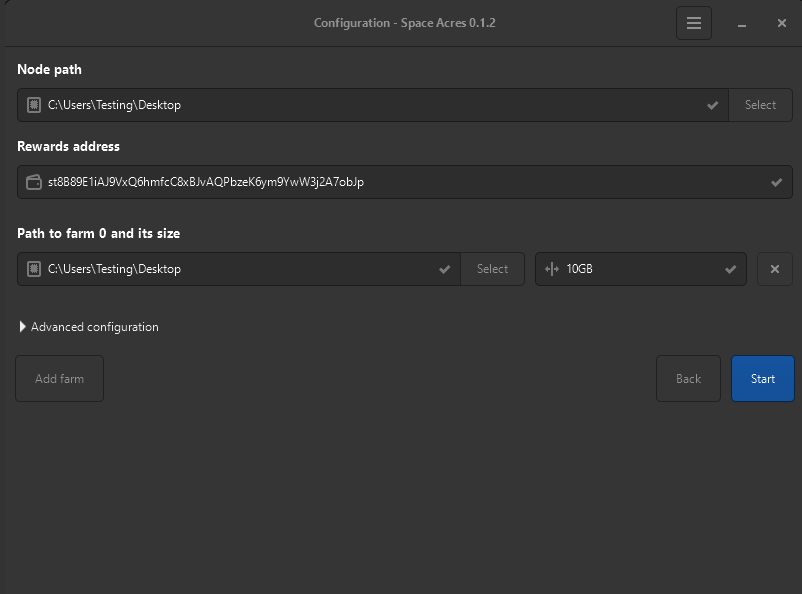 Configuration - Space Acres 0.1.2
Node path
C:\Users\Testing\Desktop
Select
Rewards address
st8B89E1iAJ9VxQ6hmfcC8xBJvAQPbzeK6ym9YwW3j2A7obJp
Path to farm 0 and its size
C:\Users\Testing\Desktop
Select
10GB
Advanced configuration
Add farm
Back
Start